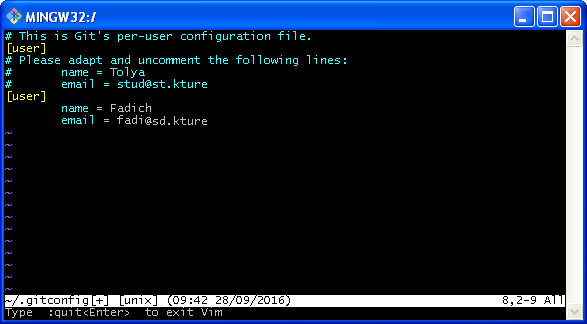 MINGW32:/
# This is Git's per-user configuration file.
[user]
# Please adapt and uncomment the following lines:
#       name = Tolya
#       email = stud@st.kture
[user]
        name = Fadich
        email = fadi@sd.kture
~
~
~
~
~
~
~
~
~
~
~
~
~
~
~/.gitconfig[+] [unix] (09:42 28/09/2016)                              8,2-9 All
Type  :quit<Enter>  to exit Vim